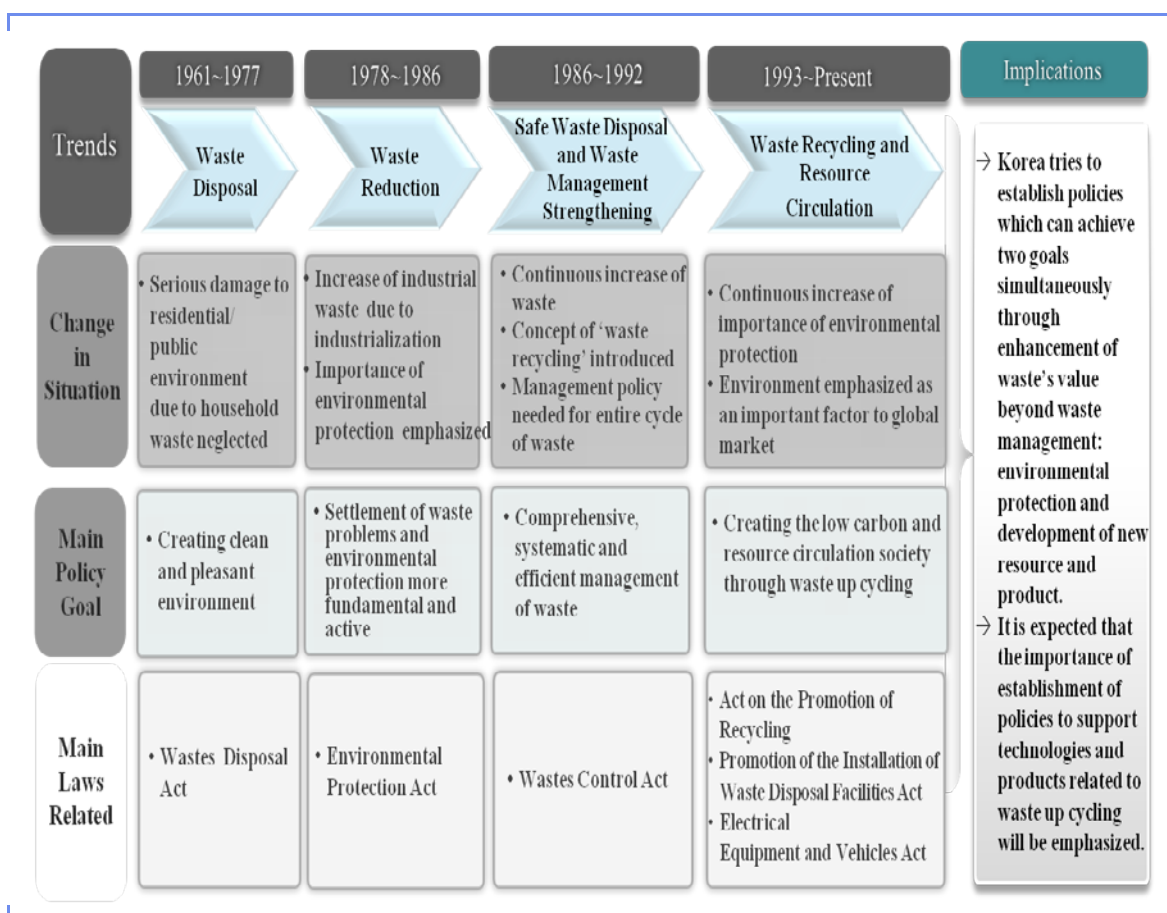 Trends
1961~1977
1978~1986
1986~1992
1993~Present
Implications
Waste
Disposal
Waste
Reduction
Safe Waste Disposal
and Waste
Management
Strengthening
Waste Recycling and
Resource
Circulation
Change
in
Situation
• Serious damage to
residential/
public
environment
due to household
waste neglected
• Increase of industrial
waste due to
industrialization
• Importance of
environmental
protection emphasized
• Continuous increase of
waste
• Concept of ‘waste
recycling’ introduced
• Management policy
needed for entire cycle
of waste
• Continuous increase of
importance of environmental
protection
• Environment emphasized as
an important factor to global
market
Main
Policy
Goal
• Creating clean
and pleasant
environment
• Settlement of waste
problems and
environmental
protection more
fundamental and
active
• Comprehensive,
systematic and
efficient management
of waste
• Creating the low carbon and
resource circulation society
through waste up cycling
Main
Laws
Related
• Wastes Disposal
Act
• Environmental
Protection Act
• Wastes Control Act
• Act on the Promotion of
Recycling
• Promotion of the Installation of
Waste Disposal Facilities Act
• Electrical
Equipment and Vehicles Act
→ Korea tries to
establish policies
which can achieve
two goals
simultaneously
through
enhancement of
waste’s value
beyond waste
management:
environmental
protection and
development of new
resource and
product.
→ It is expected that
the importance of
establishment of
policies to support
technologies and
products related to
waste up cycling
will be emphasized.